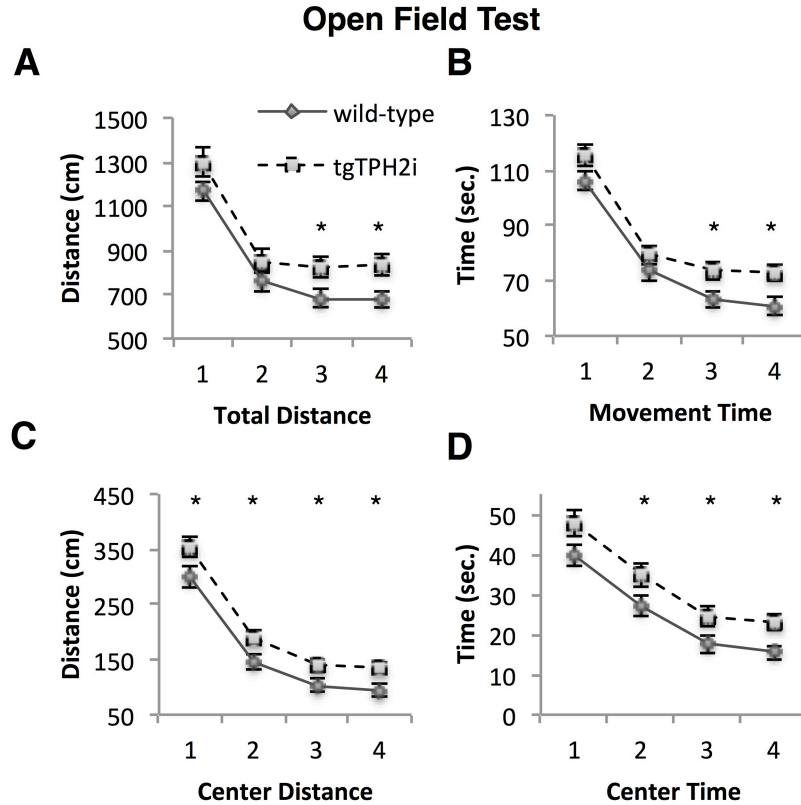 Open Field Test
A
1500
1300
1100
900
700
500
Distance (cm)
wild-type
tgTPH2i
* *
1 2 3 4
Total Distance
B
130
110
90
70
50
Time (sec.)
* *
1 2 3 4
Movement Time
C
450
350
250
150
50
Distance (cm)
* * * *
1 2 3 4
Center Distance
D
50
40
30
20
10
0
Time (sec.)
* * *
1 2 3 4
Center Time